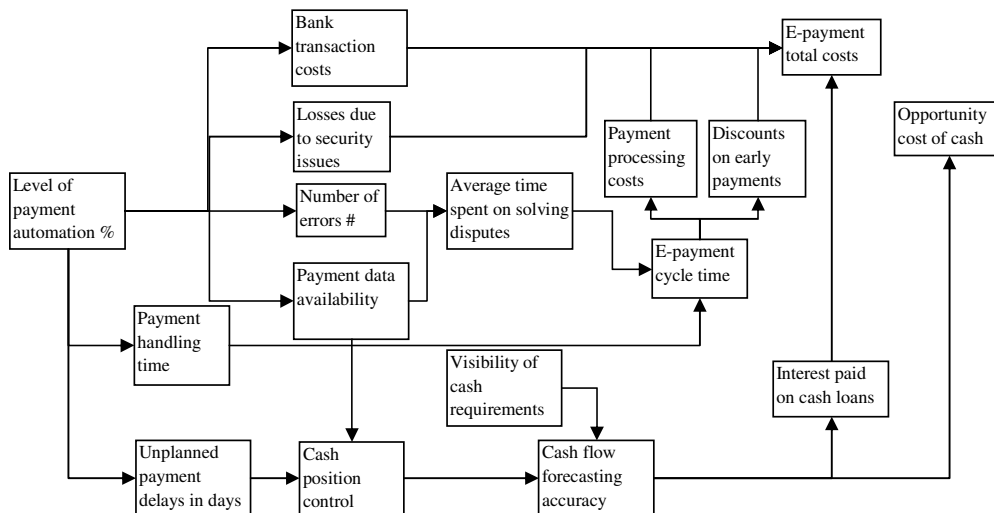 Bank
transaction
costs
E-payment
total costs
Losses due
to security
issues
Payment
processing
costs
Discounts
on early
payments
Opportunity
cost of cash
Level of
payment
automation %
Number of
errors #
Average time
spent on solving
disputes
E-payment
cycle time
Payment data
availability
Payment
handling
time
Visibility of
cash
requirements
Interest paid
on cash loans
Unplanned
payment
delays in days
Cash
position
control
Cash flow
forecasting
accuracy